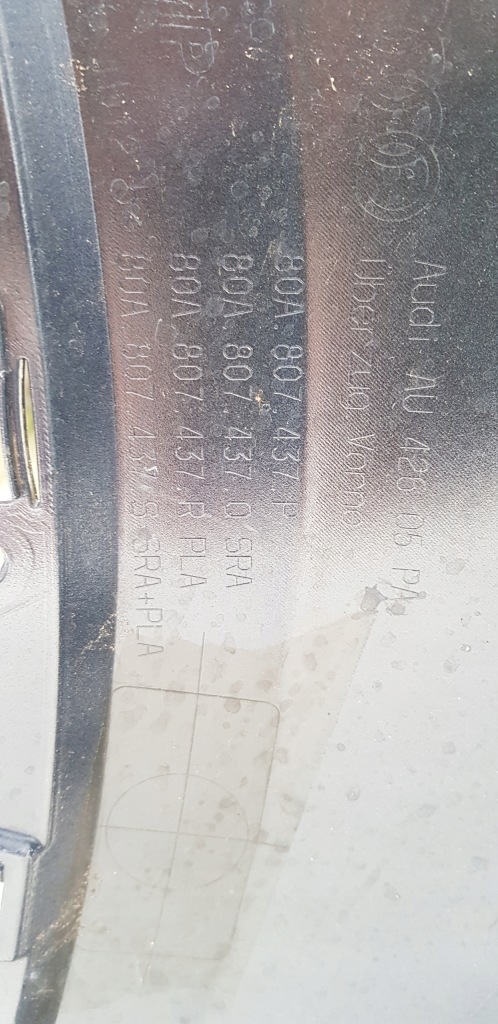 Audi AU 426 05 PA
Überzug Vorne
80A 807.437.P
80A 807.437.Q SRA
80A 807.437.R PLA
80A 807.437.S SRA+PLA